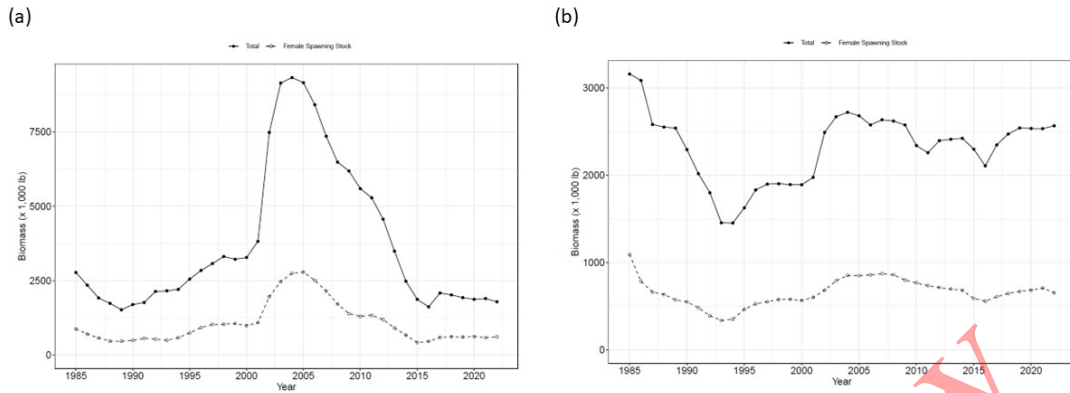 (a)
Total Female Spawning Stock
7500
5000
2500
0
Biomass (x 1,000 lb)
1985 1990 1995 2000 2005 2010 2015 2020
Year
(b)
Total Female Spawning Stock
3000
2000
1000
0
Biomass (x 1,000 lb)
1985 1990 1995 2000 2005 2010 2015 2020
Year